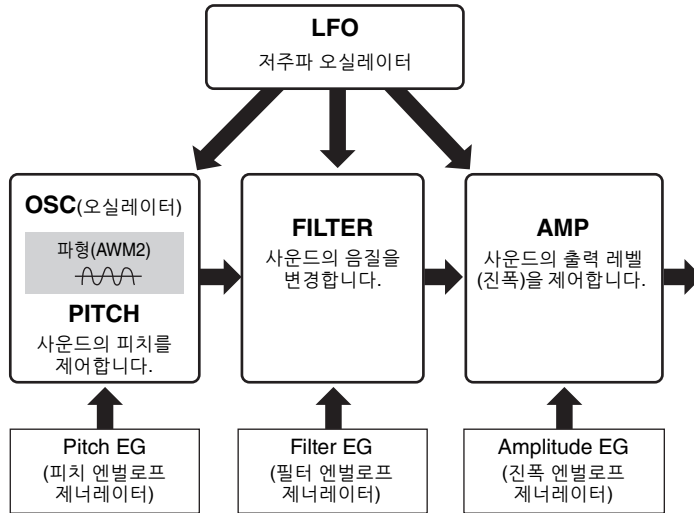 LFO
저주파 오실레이터
OSC(오실레이터)
파형(AWM2)
PITCH
사운드의 피치를
제어합니다.
FILTER
사운드의 음질을
변경합니다.
AMP
사운드의 출력 레벨
(진폭)을 제어합니다.
Pitch EG
(피치 엔벌로프
제너레이터)
Filter EG
(필터 엔벌로프
제너레이터)
Amplitude EG
(진폭 엔벌로프
제너레이터)